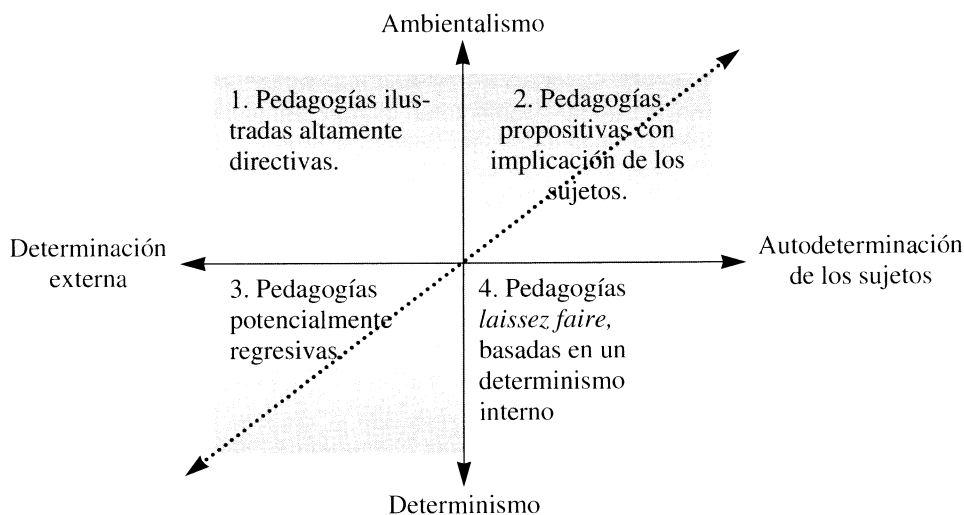 Ambientalismo
1. Pedagogías ilus-
tradas altamente
directivas.
2. Pedagogías
propositivas con
implicación de los
sujetos.
Determinación
externa
Autodeterminación
de los sujetos
3. Pedagogías
potencialmente
regresivas.
4. Pedagogías
laissez faire,
basadas en un
determinismo
interno
Determinismo